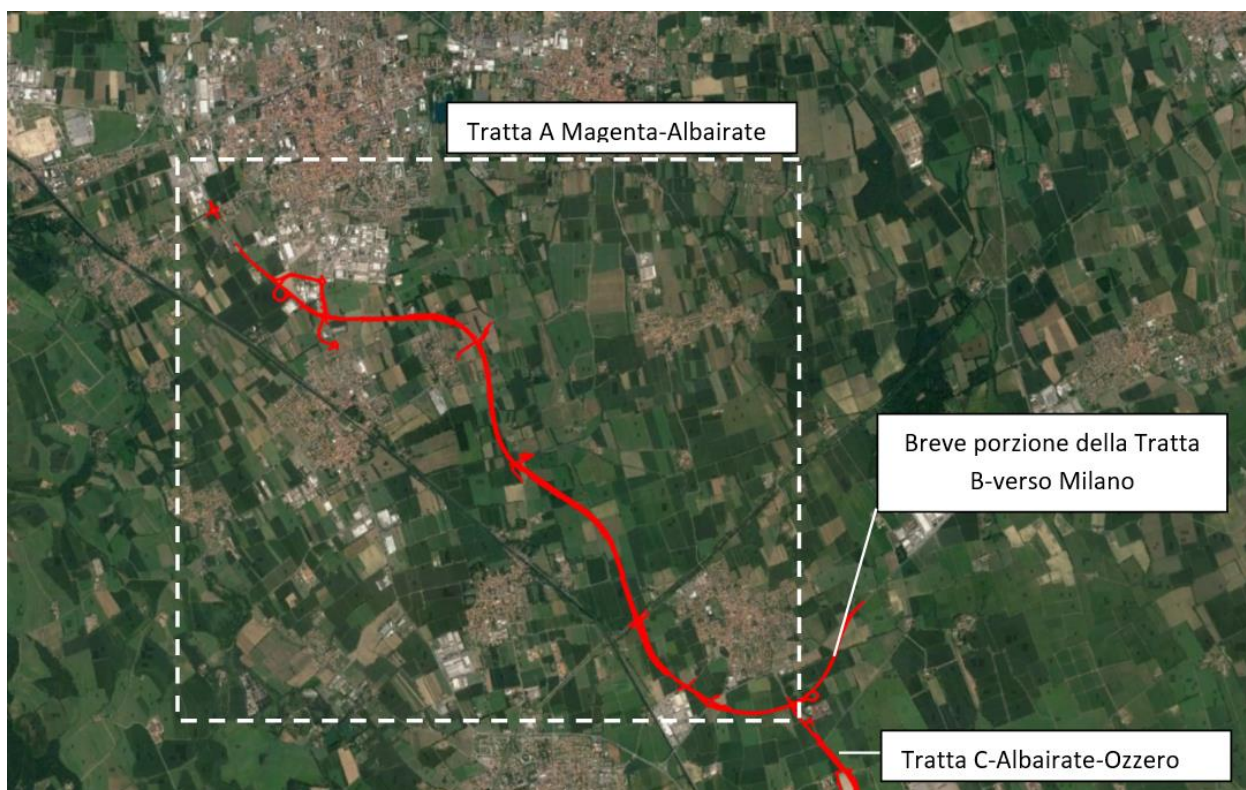 Tratta A Magenta-Albairate
Breve porzione della Tratta
B-verso Milano
Tratta C-Albairate-Ozzero